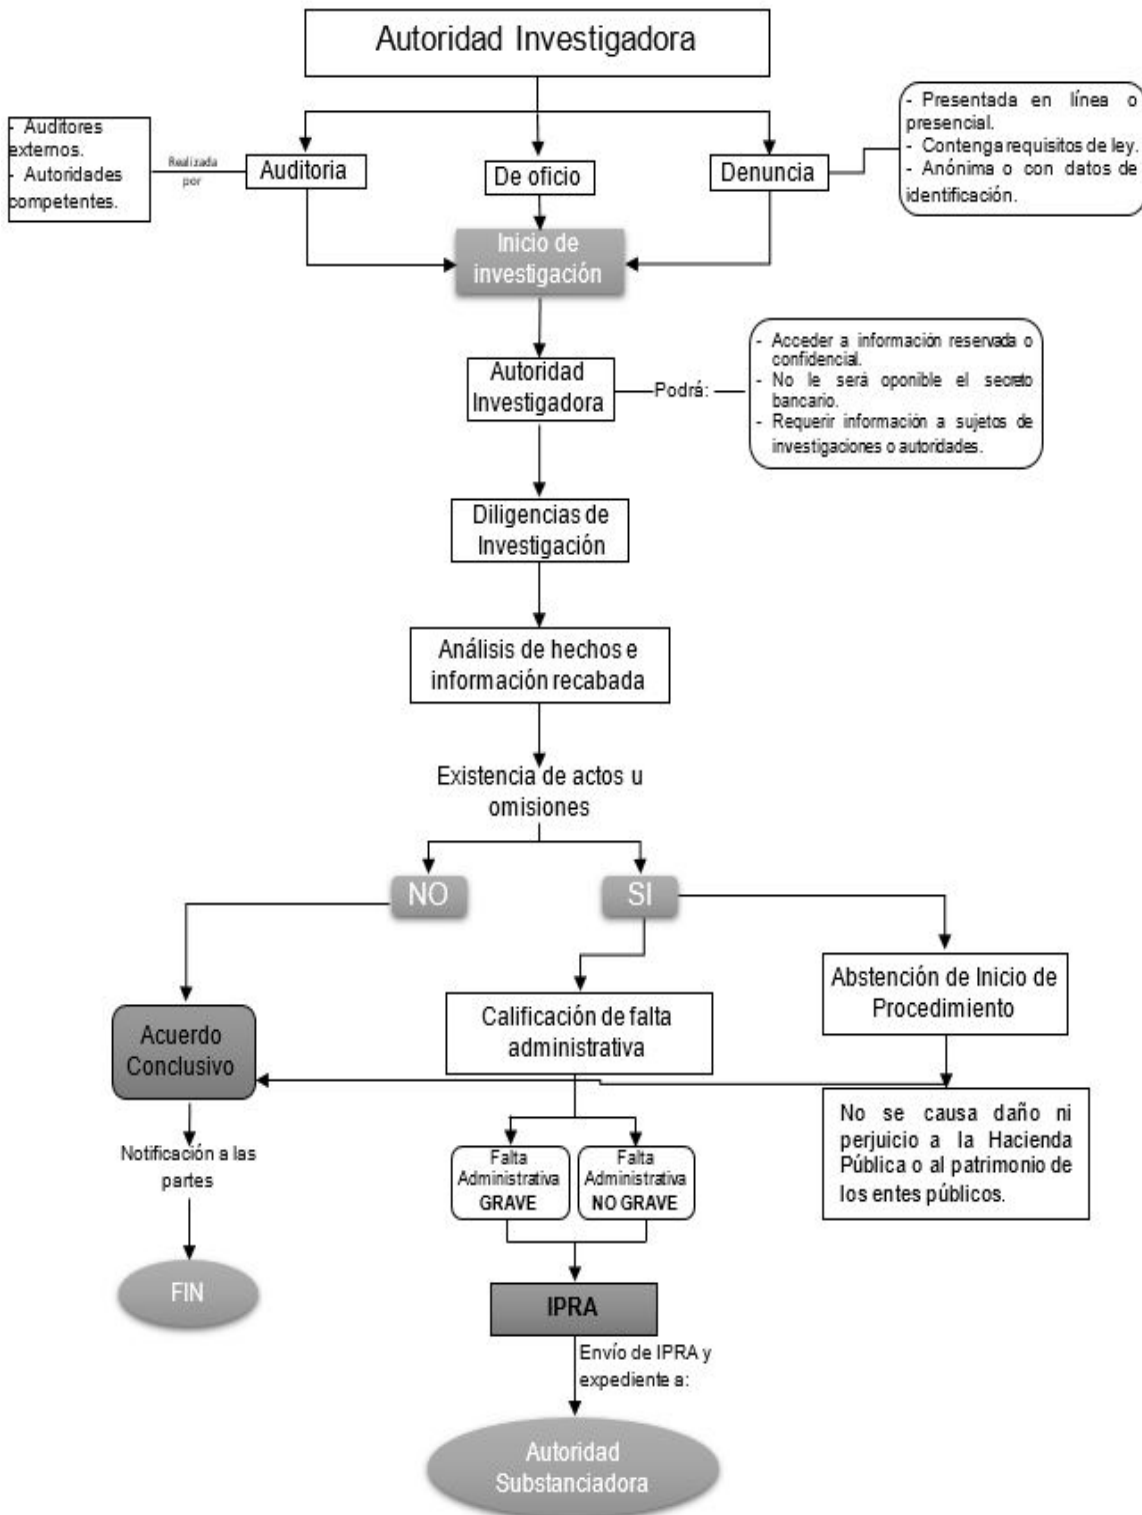 Autoridad Investigadora
- Auditores
externos.
- Autoridades
competentes.
Realizada
por
Auditoria
De oficio
Denuncia
- Presentada en línea o
presencial.
- Contenga requisitos de ley.
- Anónima o con datos de
identificación.
Inicio de
investigación
Autoridad
Investigadora
Podrá:
- Acceder a información reservada o
confidencial.
- No le será oponible el secreto
bancario.
- Requerir información a sujetos de
investigaciones o autoridades.
Diligencias de
Investigación
Análisis de hechos e
información recabada
Existencia de actos u
omisiones
NO
SI
Acuerdo
Conclusivo
Calificación de falta
administrativa
Abstención de Inicio de
Procedimiento
No se causa daño ni
perjuicio a la Hacienda
Pública o al patrimonio de
los entes públicos.
Notificación a las
partes
FIN
Falta
Administrativa
GRAVE
Falta
Administrativa
NO GRAVE
IPRA
Envío de IPRA y
expediente a:
Autoridad
Substanciadora